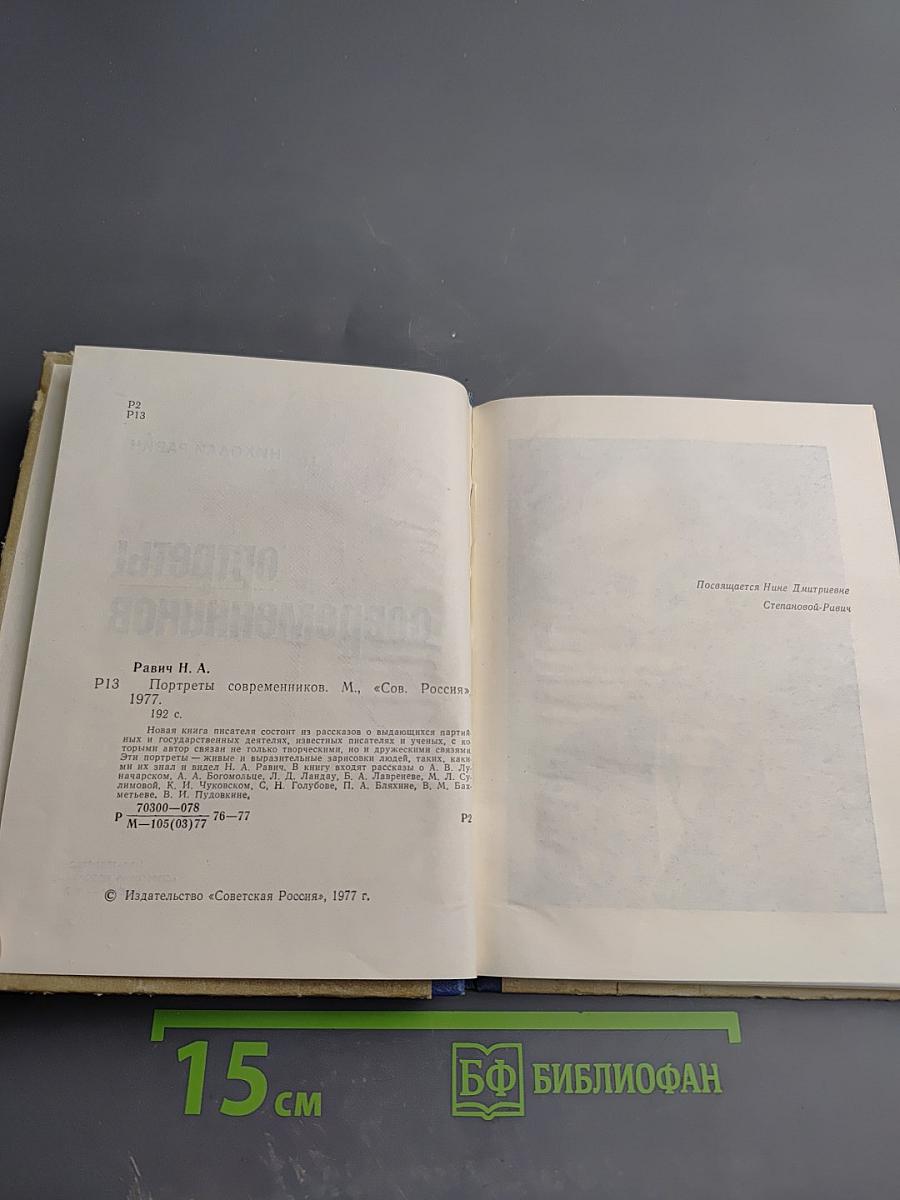 Р2
Р13
Равич Н. А.
Р13 Портреты современников. М., «Сов. Россия»,
1977.
192 с.
Новая книга писателя состоит из рассказов о выдающихся партий-
ных и государственных деятелях, известных писателях и ученых, с ко-
торыми автор связан не только творческими, но и дружескими связями.
Эти портреты — живые и выразительные зарисовки людей, таких, каки-
ми их знал и видел Н. А. Равич. В книгу входят рассказы о А. В. Лу-
начарском, А. А. Богомольце, Л. Д. Ландау, Б. А. Лавреневе, М. Л. Су-
лимовой, К. И. Чуковском, С. Н. Голубове, П. А. Бляхине, В. М. Бах-
метьеве, В. И. Пудовкине.
Р 70300—078
М—105(03)77 76—77 Р2
© Издательство «Советская Россия», 1977 г.
Посвящается Нине Дмитриевне
Степановой-Равич
15 см
БФ БИБЛИОФАН